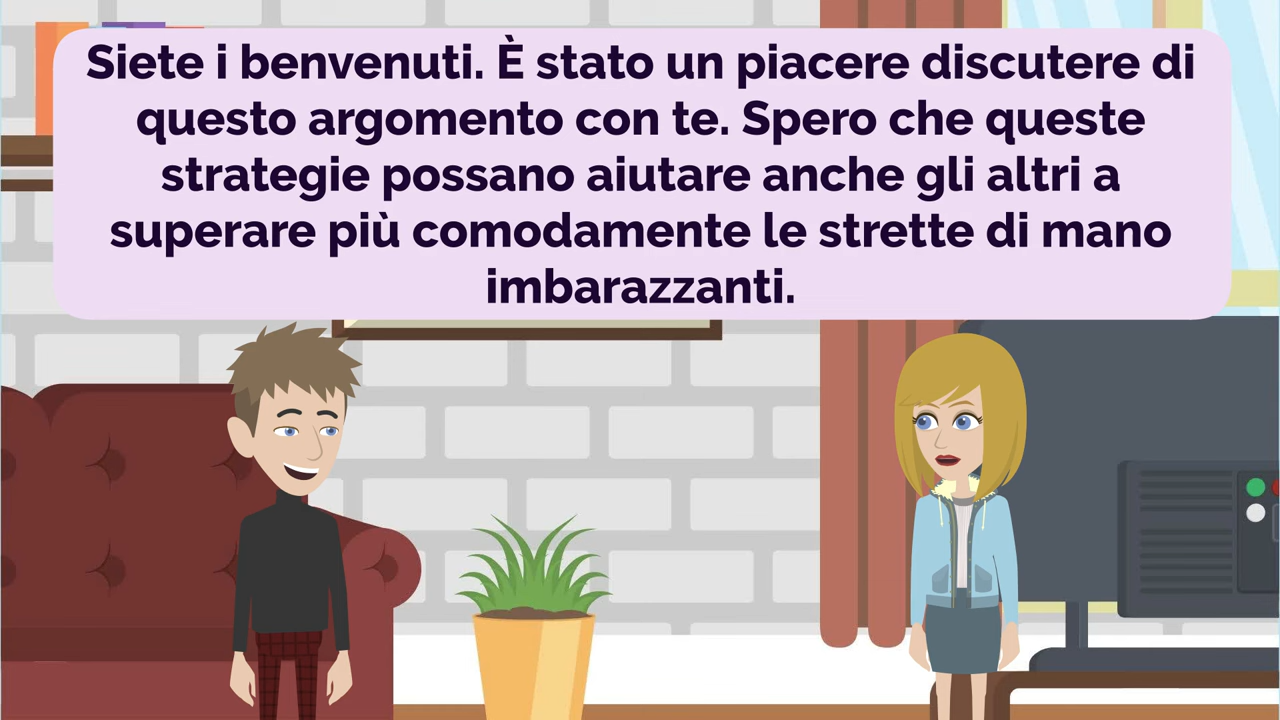 Siete i benvenuti. È stato un piacere discutere di
questo argomento con te. Spero che queste
strategie possano aiutare anche gli altri a
superare più comodamente le strette di mano
imbarazzanti.